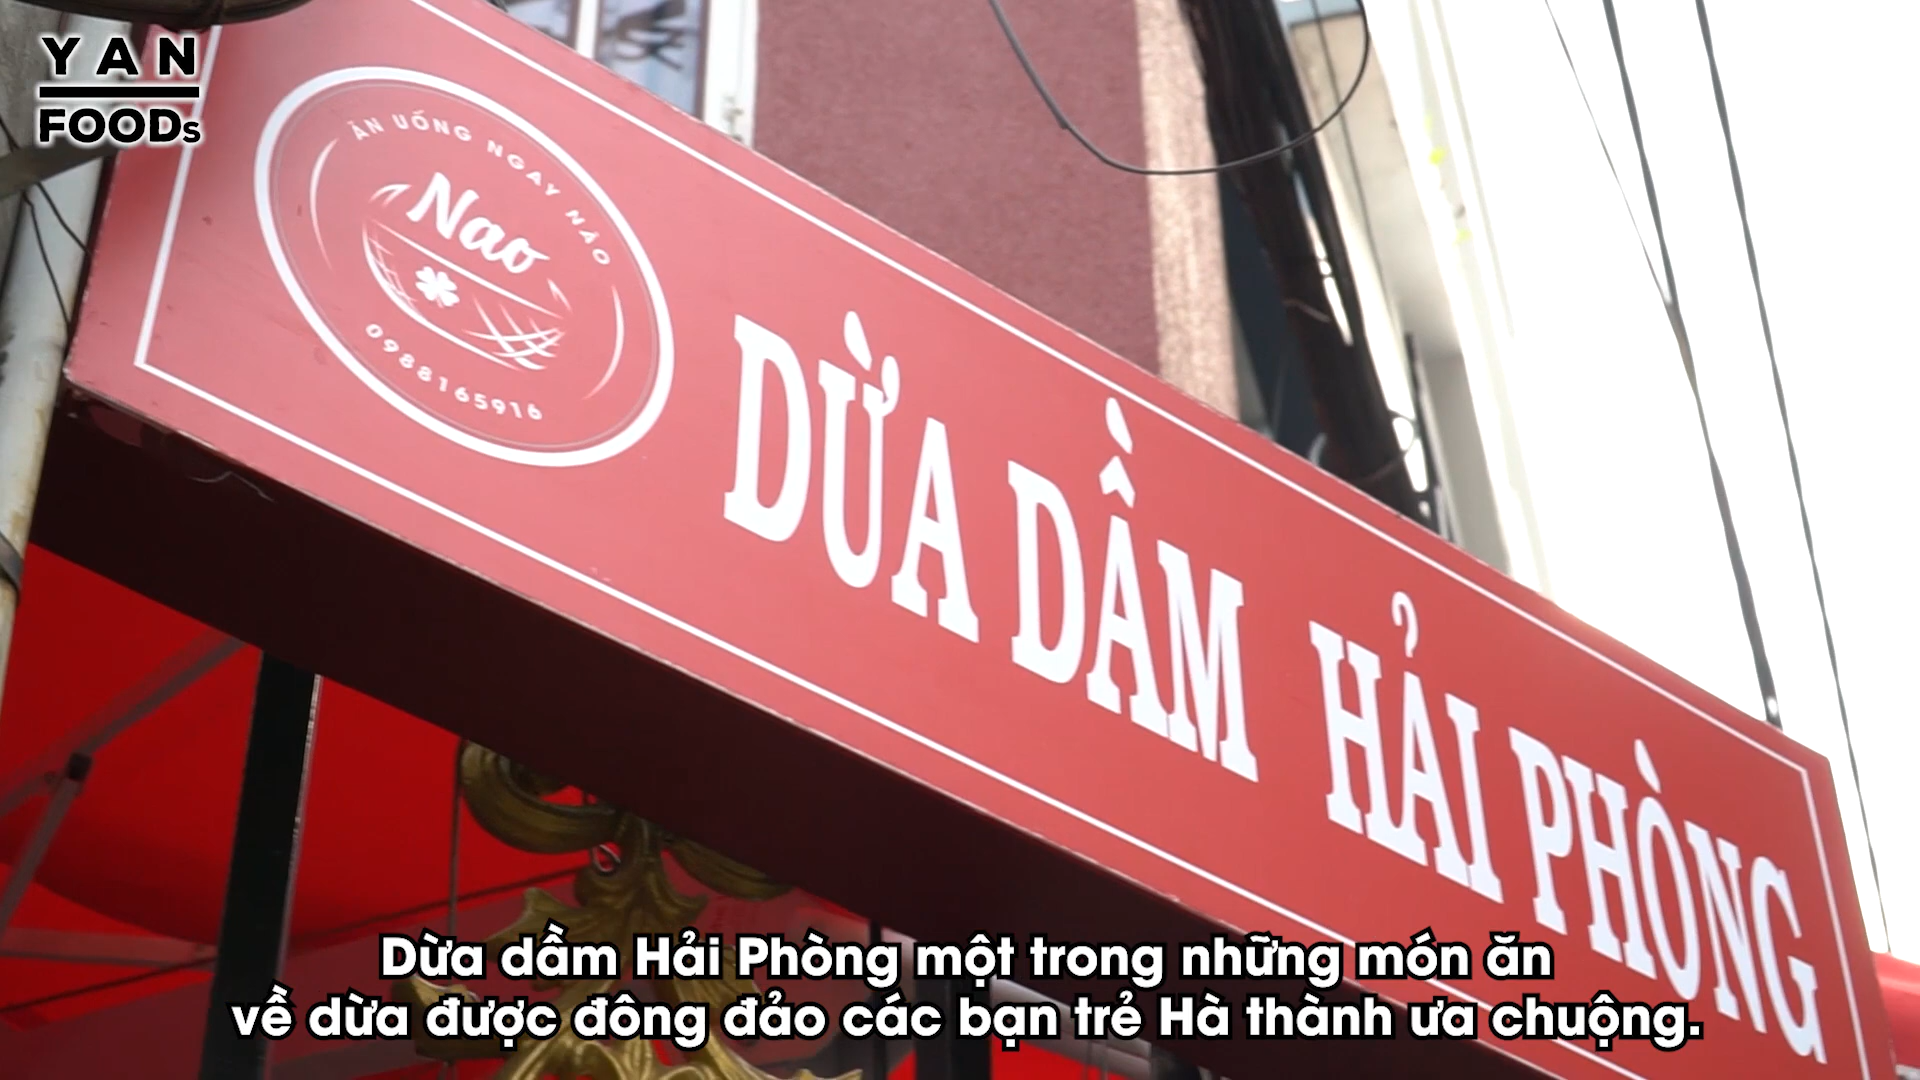 YAN
FOODs
ĂN UỐNG NGAY NÀO
Nao
0988165916
DỪA DẦM HẢI PHÒNG
Dừa dầm Hải Phòng một trong những món ăn
về dừa được đông đảo các bạn trẻ Hà thành ưa chuộng.